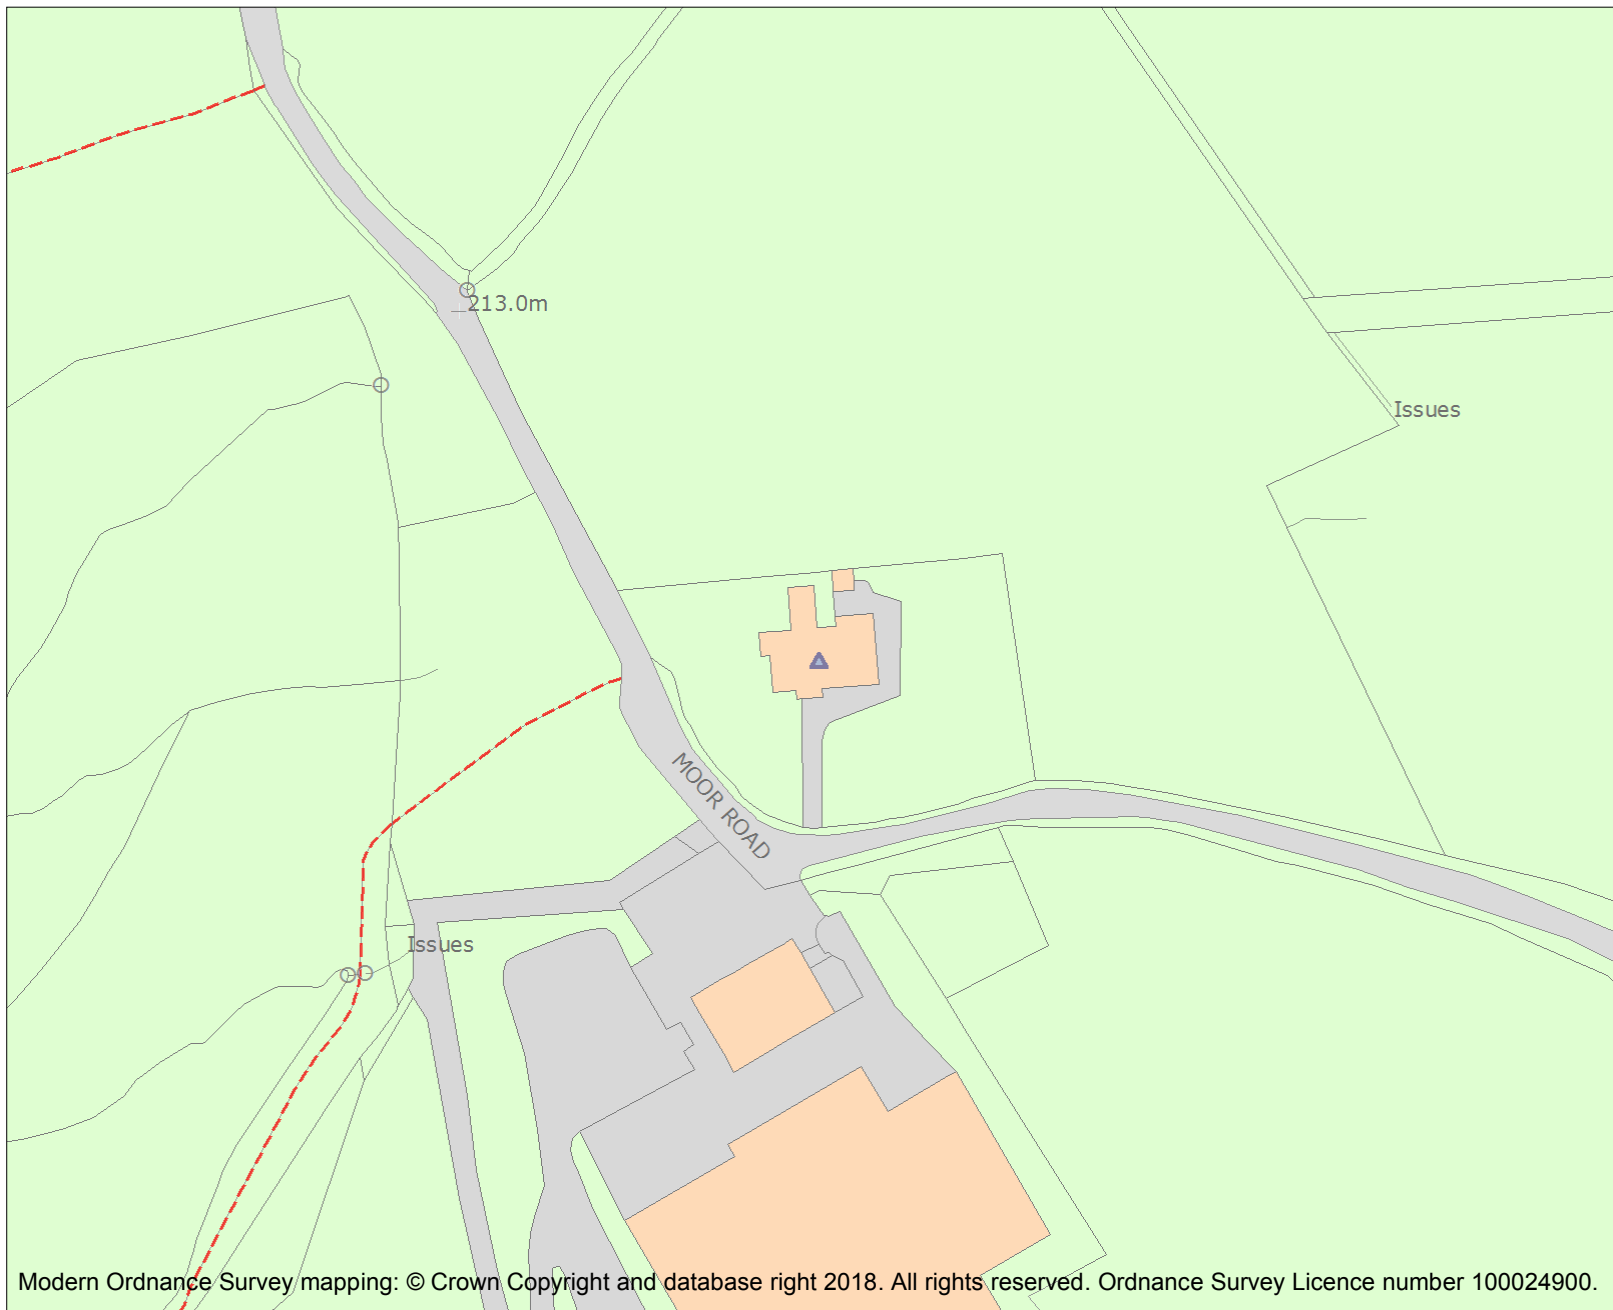 213.0m
Issues
MOOR ROAD
Issues
Modern Ordnance Survey mapping: © Crown Copyright and database right 2018. All rights reserved. Ordnance Survey Licence number 100024900.